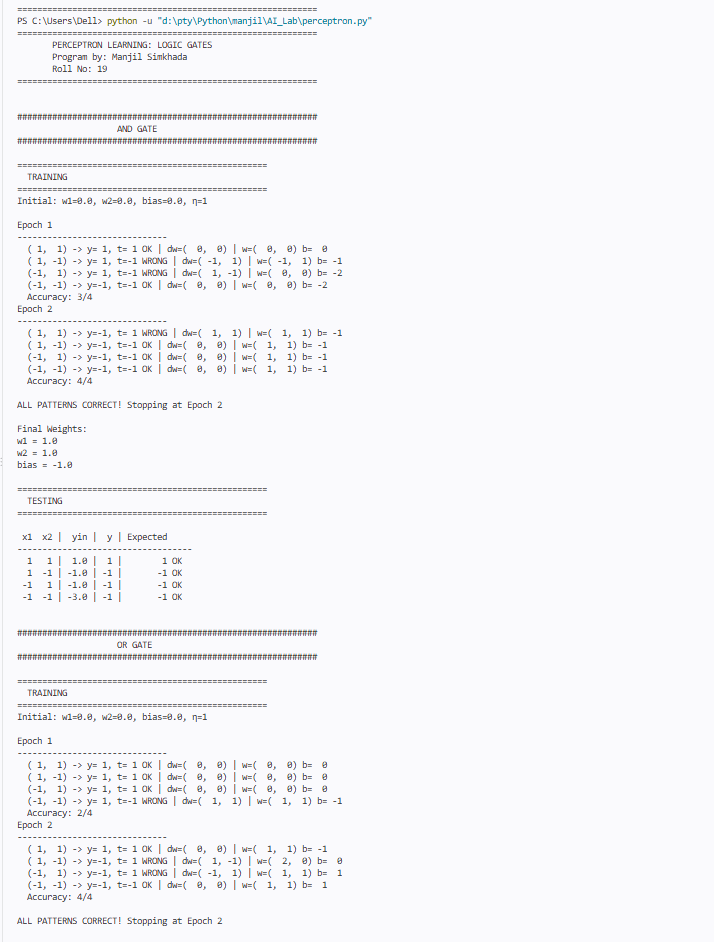 ============================================================
PS C:\Users\Dell> python -u "d:\pty\Python\manjil\AI_Lab\perceptron.py"
============================================================
PERCEPTRON LEARNING: LOGIC GATES
Program by: Manjil Simkhada
Roll No: 19
============================================================
############################################################
AND GATE
############################################################
==================================================
TRAINING
==================================================
Initial: w1=0.0, w2=0.0, bias=0.0, η=1
Epoch 1
------------------------------
( 1,  1) -> y= 1, t= 1 OK | dw=(  0,  0) | w=(  0,  0) b=  0
( 1, -1) -> y= 1, t=-1 WRONG | dw=( -1,  1) | w=( -1,  1) b= -1
(-1,  1) -> y= 1, t=-1 WRONG | dw=(  1, -1) | w=(  0,  0) b= -2
(-1, -1) -> y=-1, t=-1 OK | dw=(  0,  0) | w=(  0,  0) b= -2
Accuracy: 3/4
Epoch 2
------------------------------
( 1,  1) -> y=-1, t= 1 WRONG | dw=(  1,  1) | w=(  1,  1) b= -1
( 1, -1) -> y=-1, t=-1 OK | dw=(  0,  0) | w=(  1,  1) b= -1
(-1,  1) -> y=-1, t=-1 OK | dw=(  0,  0) | w=(  1,  1) b= -1
(-1, -1) -> y=-1, t=-1 OK | dw=(  0,  0) | w=(  1,  1) b= -1
Accuracy: 4/4
ALL PATTERNS CORRECT! Stopping at Epoch 2
Final Weights:
w1 = 1.0
w2 = 1.0
bias = -1.0
==================================================
TESTING
==================================================
x1  x2 |  yin |  y | Expected
-----------------------------------
1   1 |  1.0 |  1 |        1 OK
1  -1 | -1.0 | -1 |       -1 OK
-1   1 | -1.0 | -1 |       -1 OK
-1  -1 | -3.0 | -1 |       -1 OK
############################################################
OR GATE
############################################################
==================================================
TRAINING
==================================================
Initial: w1=0.0, w2=0.0, bias=0.0, η=1
Epoch 1
------------------------------
( 1,  1) -> y= 1, t= 1 OK | dw=(  0,  0) | w=(  0,  0) b=  0
( 1, -1) -> y= 1, t= 1 OK | dw=(  0,  0) | w=(  0,  0) b=  0
(-1,  1) -> y= 1, t= 1 OK | dw=(  0,  0) | w=(  0,  0) b=  0
(-1, -1) -> y= 1, t=-1 WRONG | dw=(  1,  1) | w=(  1,  1) b= -1
Accuracy: 2/4
Epoch 2
------------------------------
( 1,  1) -> y= 1, t= 1 OK | dw=(  0,  0) | w=(  1,  1) b= -1
( 1, -1) -> y=-1, t= 1 WRONG | dw=(  1, -1) | w=(  2,  0) b=  0
(-1,  1) -> y=-1, t= 1 WRONG | dw=( -1,  1) | w=(  1,  1) b=  1
(-1, -1) -> y=-1, t=-1 OK | dw=(  0,  0) | w=(  1,  1) b=  1
Accuracy: 4/4
ALL PATTERNS CORRECT! Stopping at Epoch 2